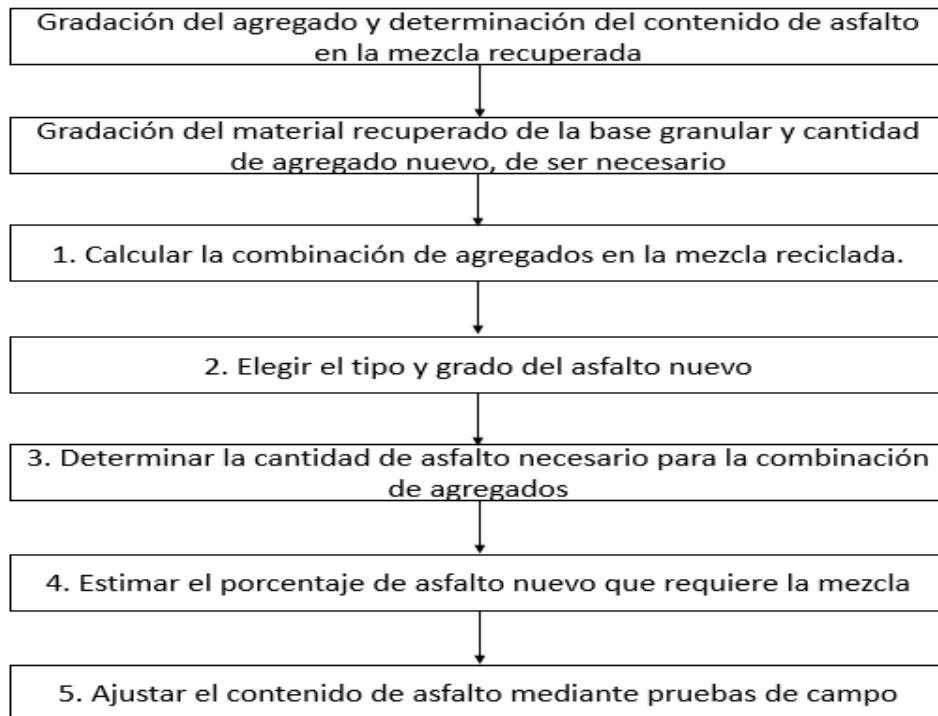 Gradación del agregado y determinación del contenido de asfalto
en la mezcla recuperada
Gradación del material recuperado de la base granular y cantidad
de agregado nuevo, de ser necesario
1. Calcular la combinación de agregados en la mezcla reciclada.
2. Elegir el tipo y grado del asfalto nuevo
3. Determinar la cantidad de asfalto necesario para la combinación
de agregados
4. Estimar el porcentaje de asfalto nuevo que requiere la mezcla
5. Ajustar el contenido de asfalto mediante pruebas de campo